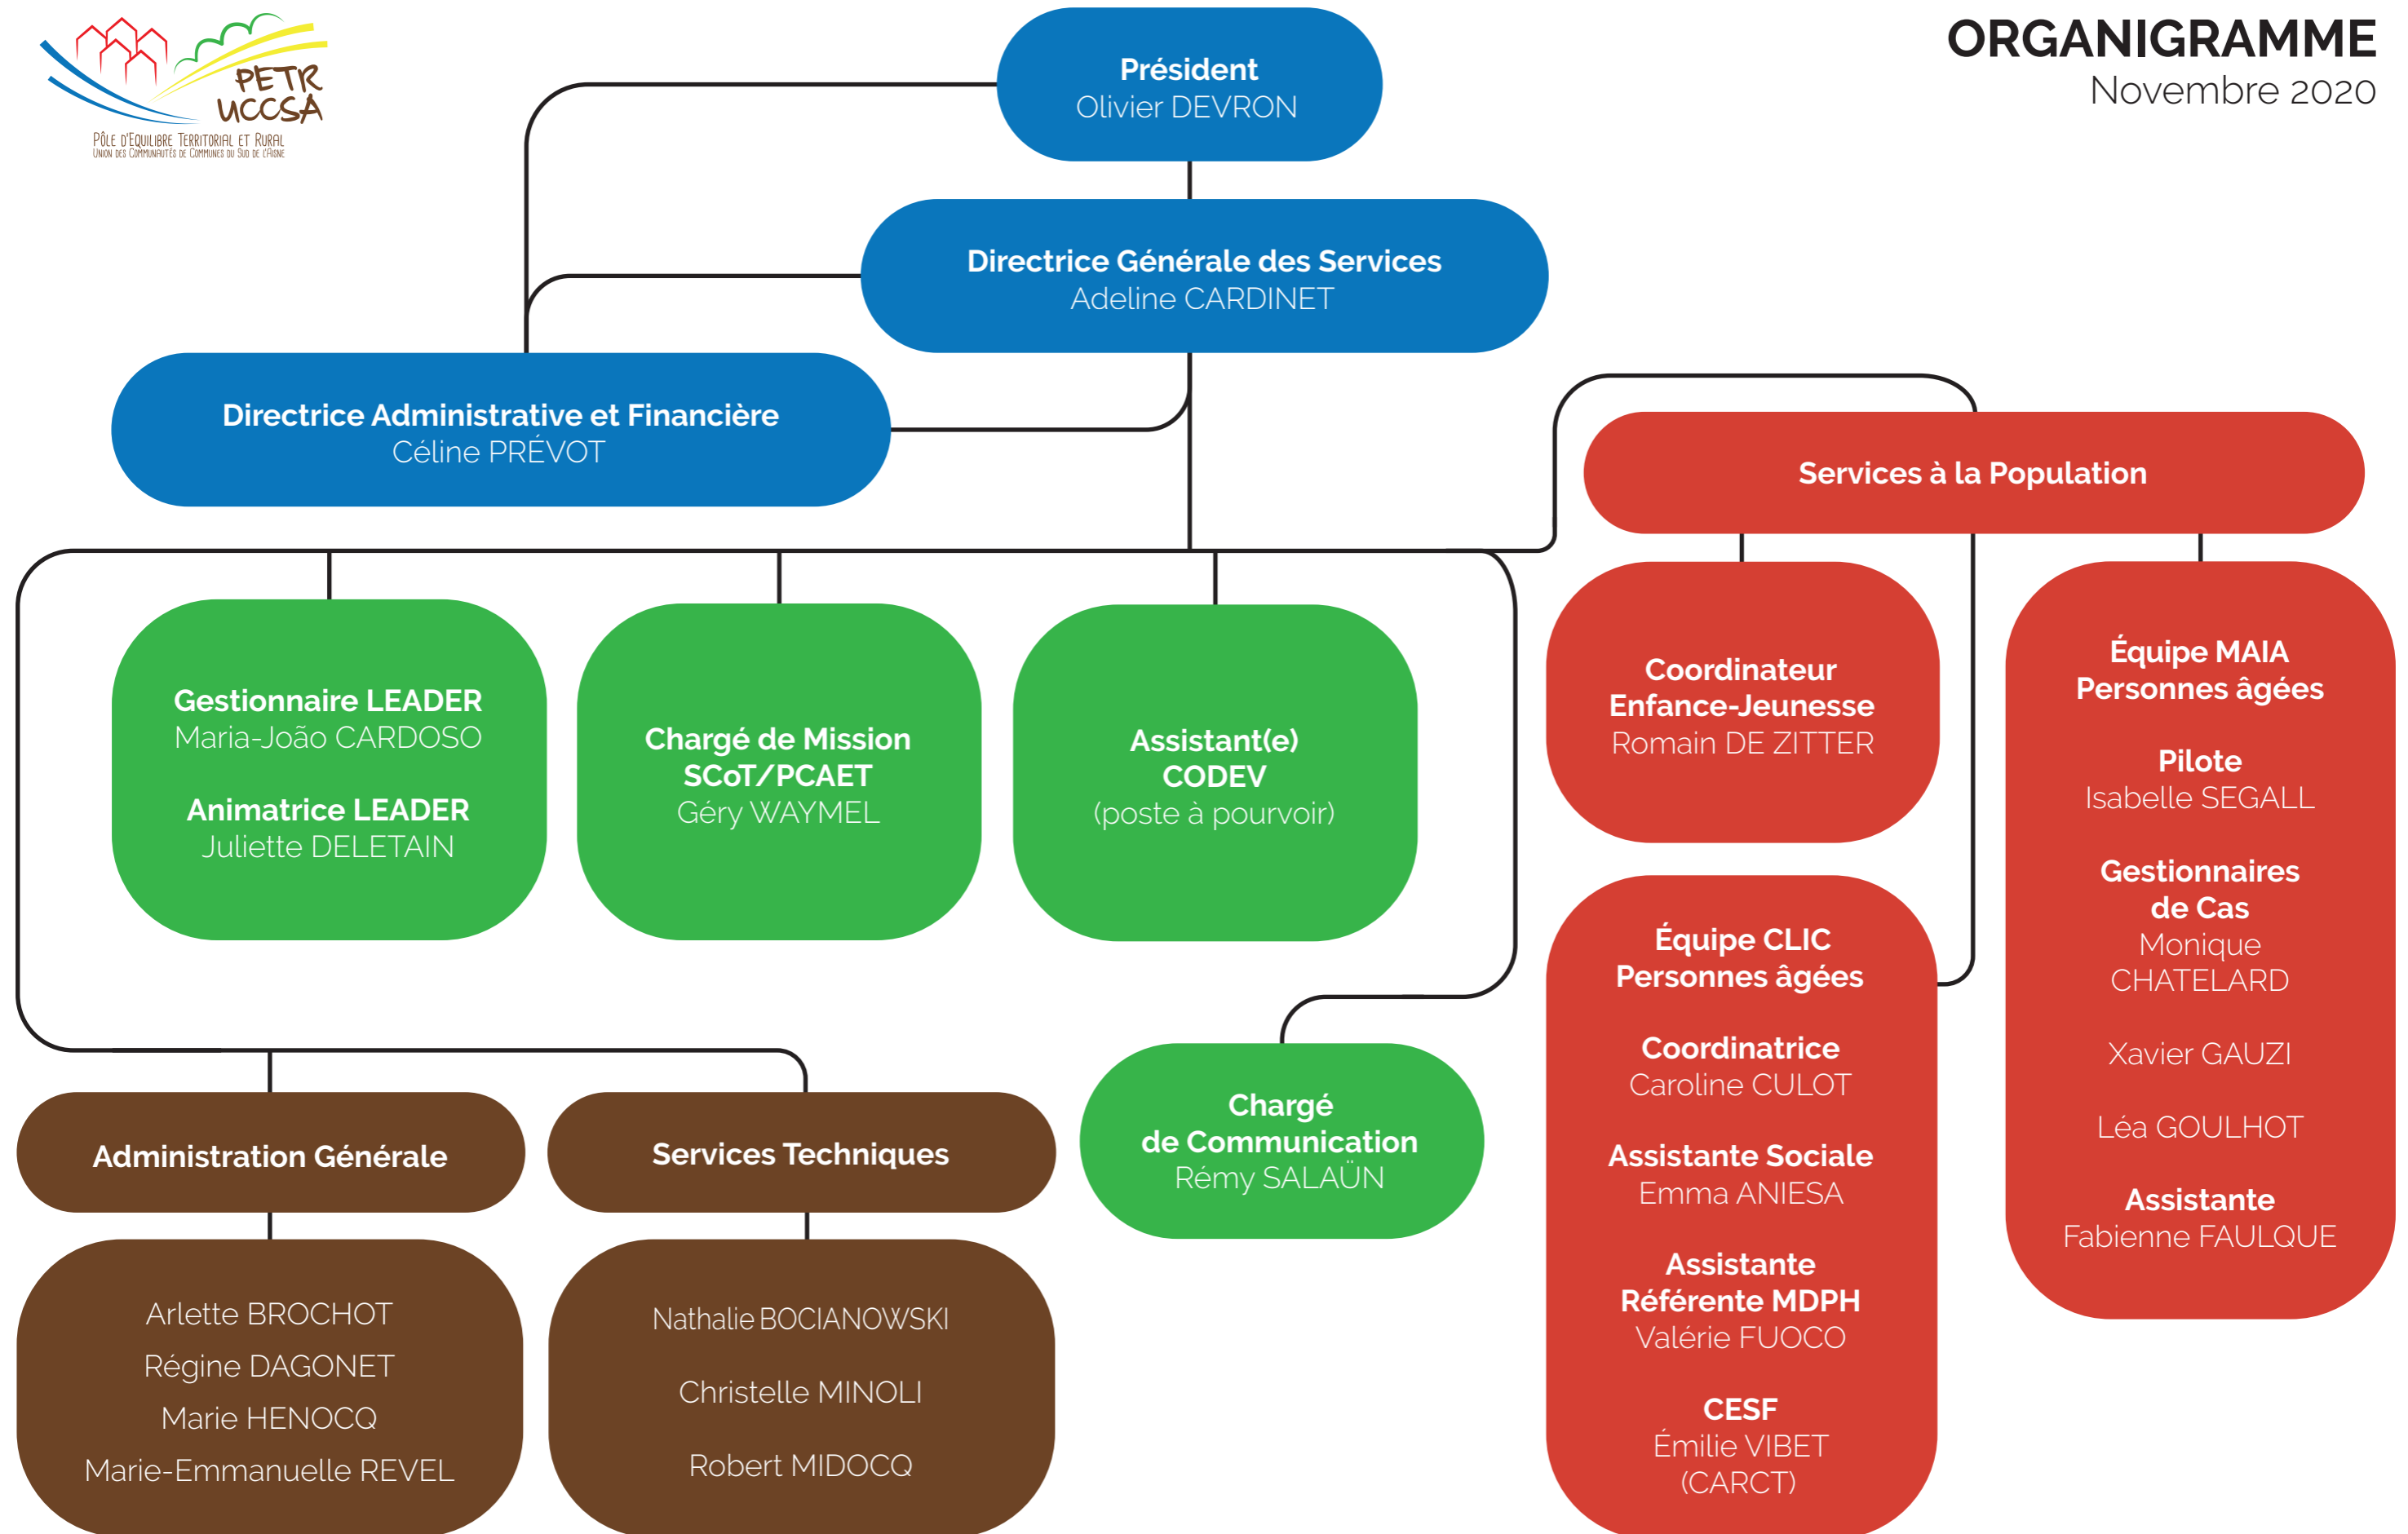 PETR
UCCSA
PÔLE D'EQUILIBRE TERRITORIAL ET RURAL
UNION DES COMMUNAUTÉS DE COMMUNES DU SUD DE L'AISNE
ORGANIGRAMME
Novembre 2020
Président
Olivier DEVRON
Directrice Générale des Services
Adeline CARDINET
Directrice Administrative et Financière
Céline PRÉVOT
Services à la Population
Gestionnaire LEADER
Maria-João CARDOSO
Animatrice LEADER
Juliette DELETAIN
Chargé de Mission
SCoT/PCAET
Géry WAYMEL
Assistant(e)
CODEV
(poste à pourvoir)
Coordinateur
Enfance-Jeunesse
Romain DE ZITTER
Équipe MAIA
Personnes âgées
Pilote
Isabelle SEGALL
Gestionnaires
de Cas
Monique
CHATELARD
Xavier GAUZI
Léa GOULHOT
Assistante
Fabienne FAULQUE
Équipe CLIC
Personnes âgées
Coordinatrice
Caroline CULOT
Assistante Sociale
Emma ANIESA
Assistante
Référente MDPH
Valérie FUOCO
CESF
Émilie VIBET
(CARCT)
Chargé
de Communication
Rémy SALAÜN
Administration Générale
Arlette BROCHOT
Régine DAGONET
Marie HENOCQ
Marie-Emmanuelle REVEL
Services Techniques
Nathalie BOCIANOWSKI
Christelle MINOLI
Robert MIDOCQ